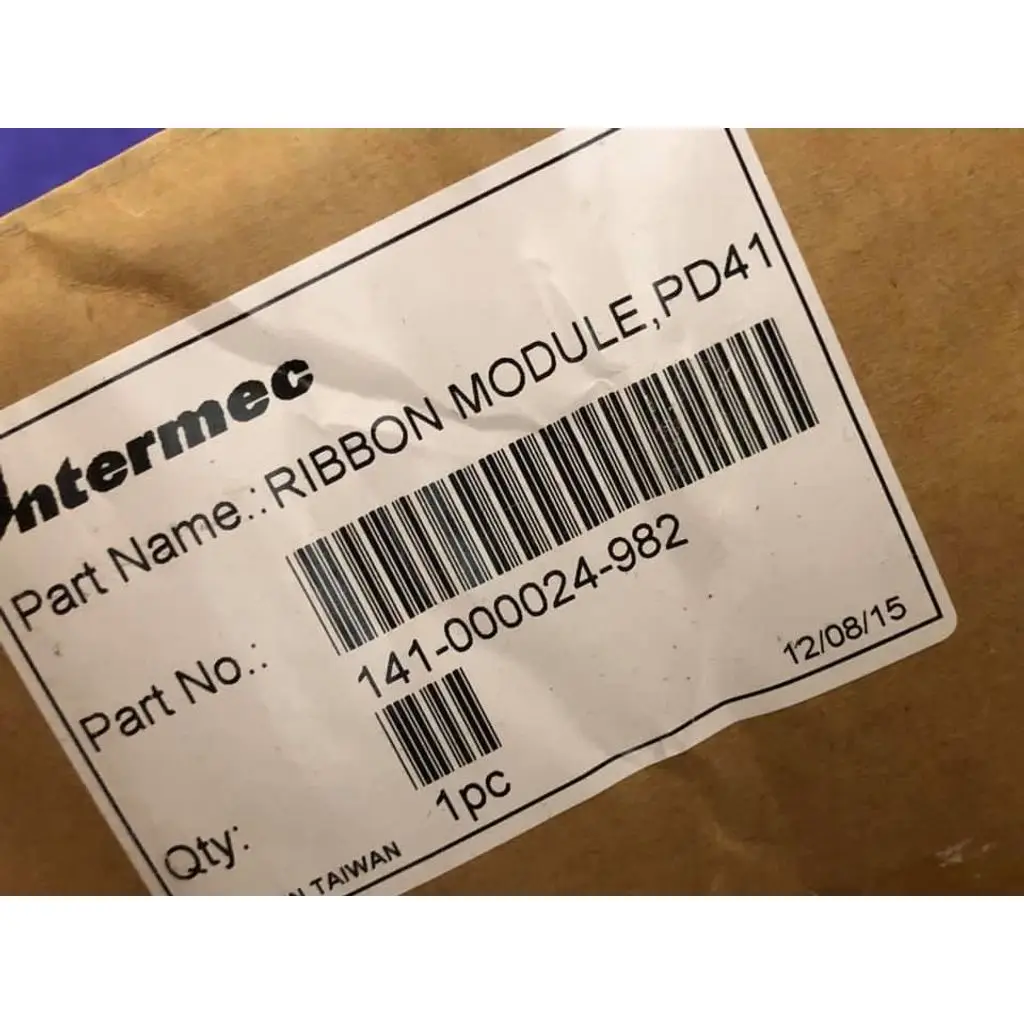 Intermec
Part Name.: RIBBON MODULE,PD41
Part No.:
141-000024-982
12/08/15
Qty:
1pc
TAIWAN